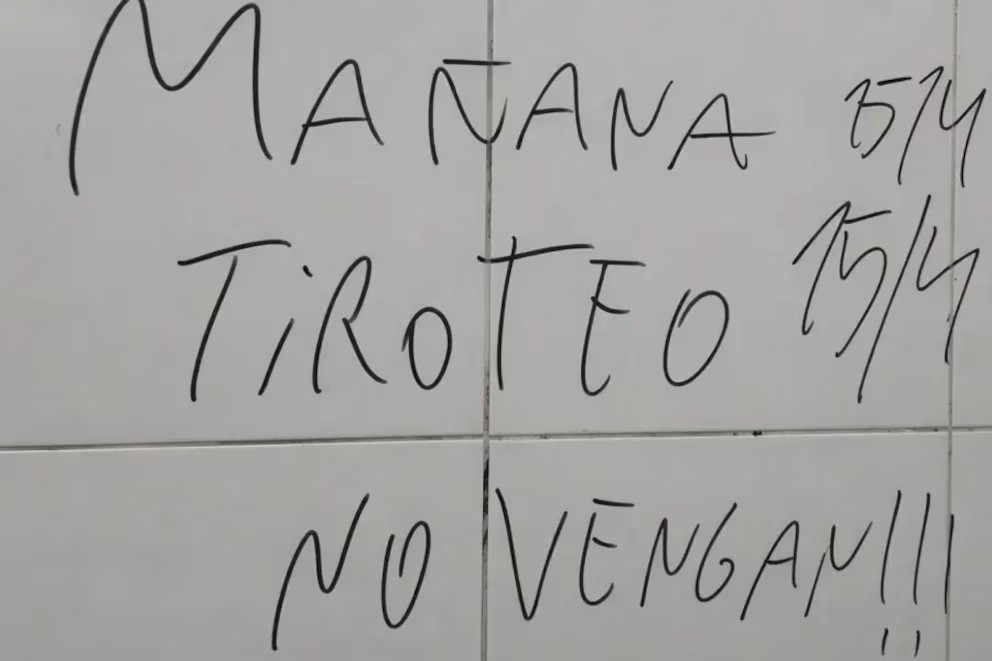 MAÑANA 15/4
TiROTEO 15/4
NO VENGAN!!!